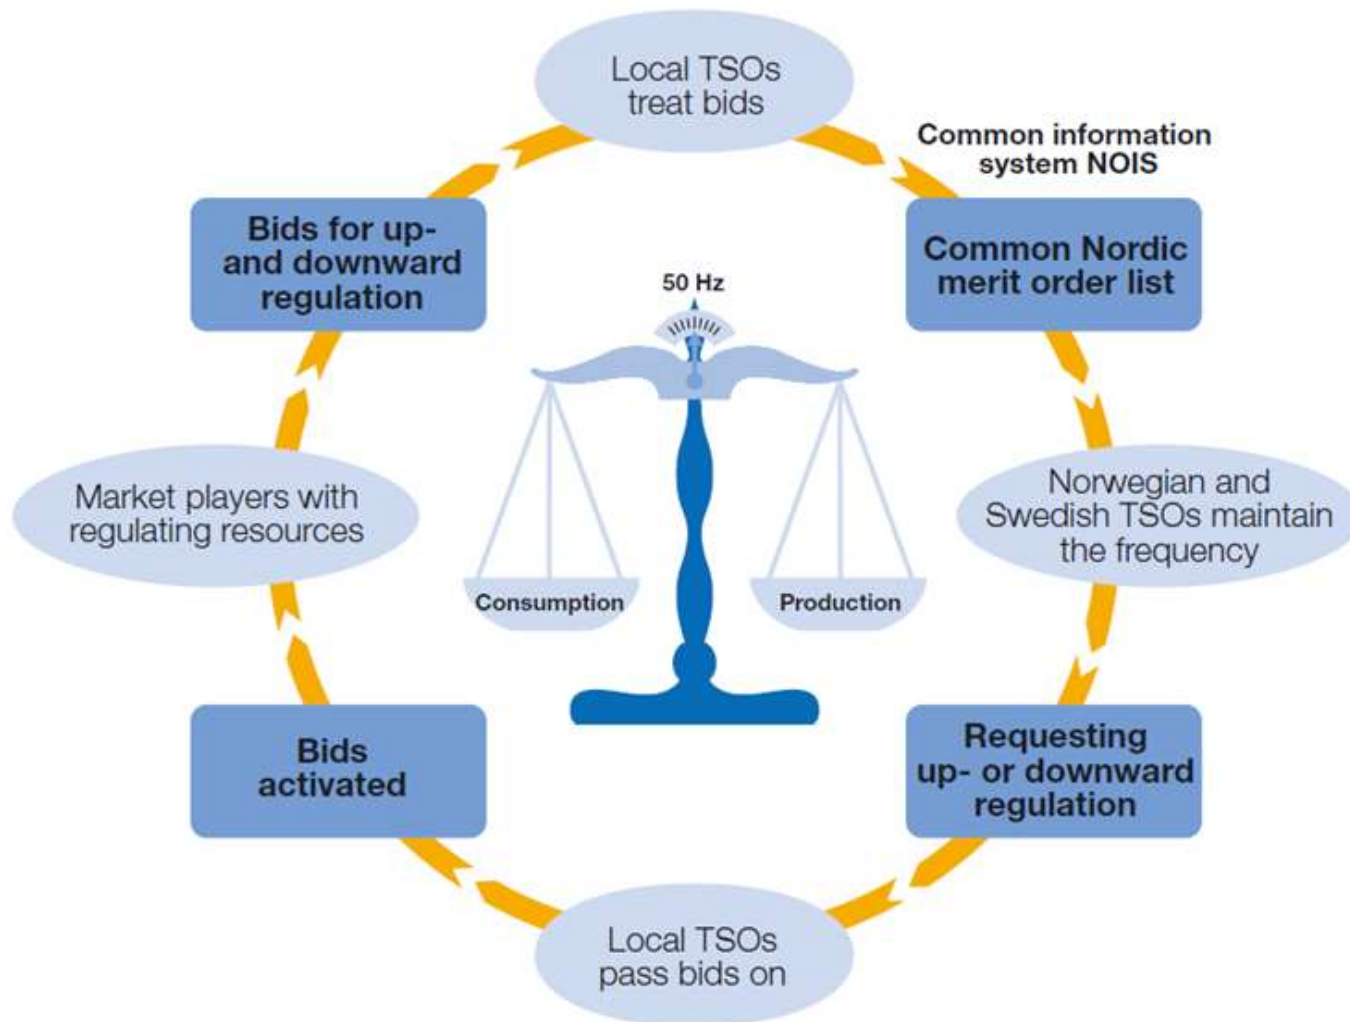 Local TSOs
treat bids
Common information
system NOIS
Bids for up-
and downward
regulation
Common Nordic
merit order list
50 Hz
Market players with
regulating resources
Norwegian and
Swedish TSOs maintain
the frequency
Consumption
Production
Bids
activated
Requesting
up- or downward
regulation
Local TSOs
pass bids on